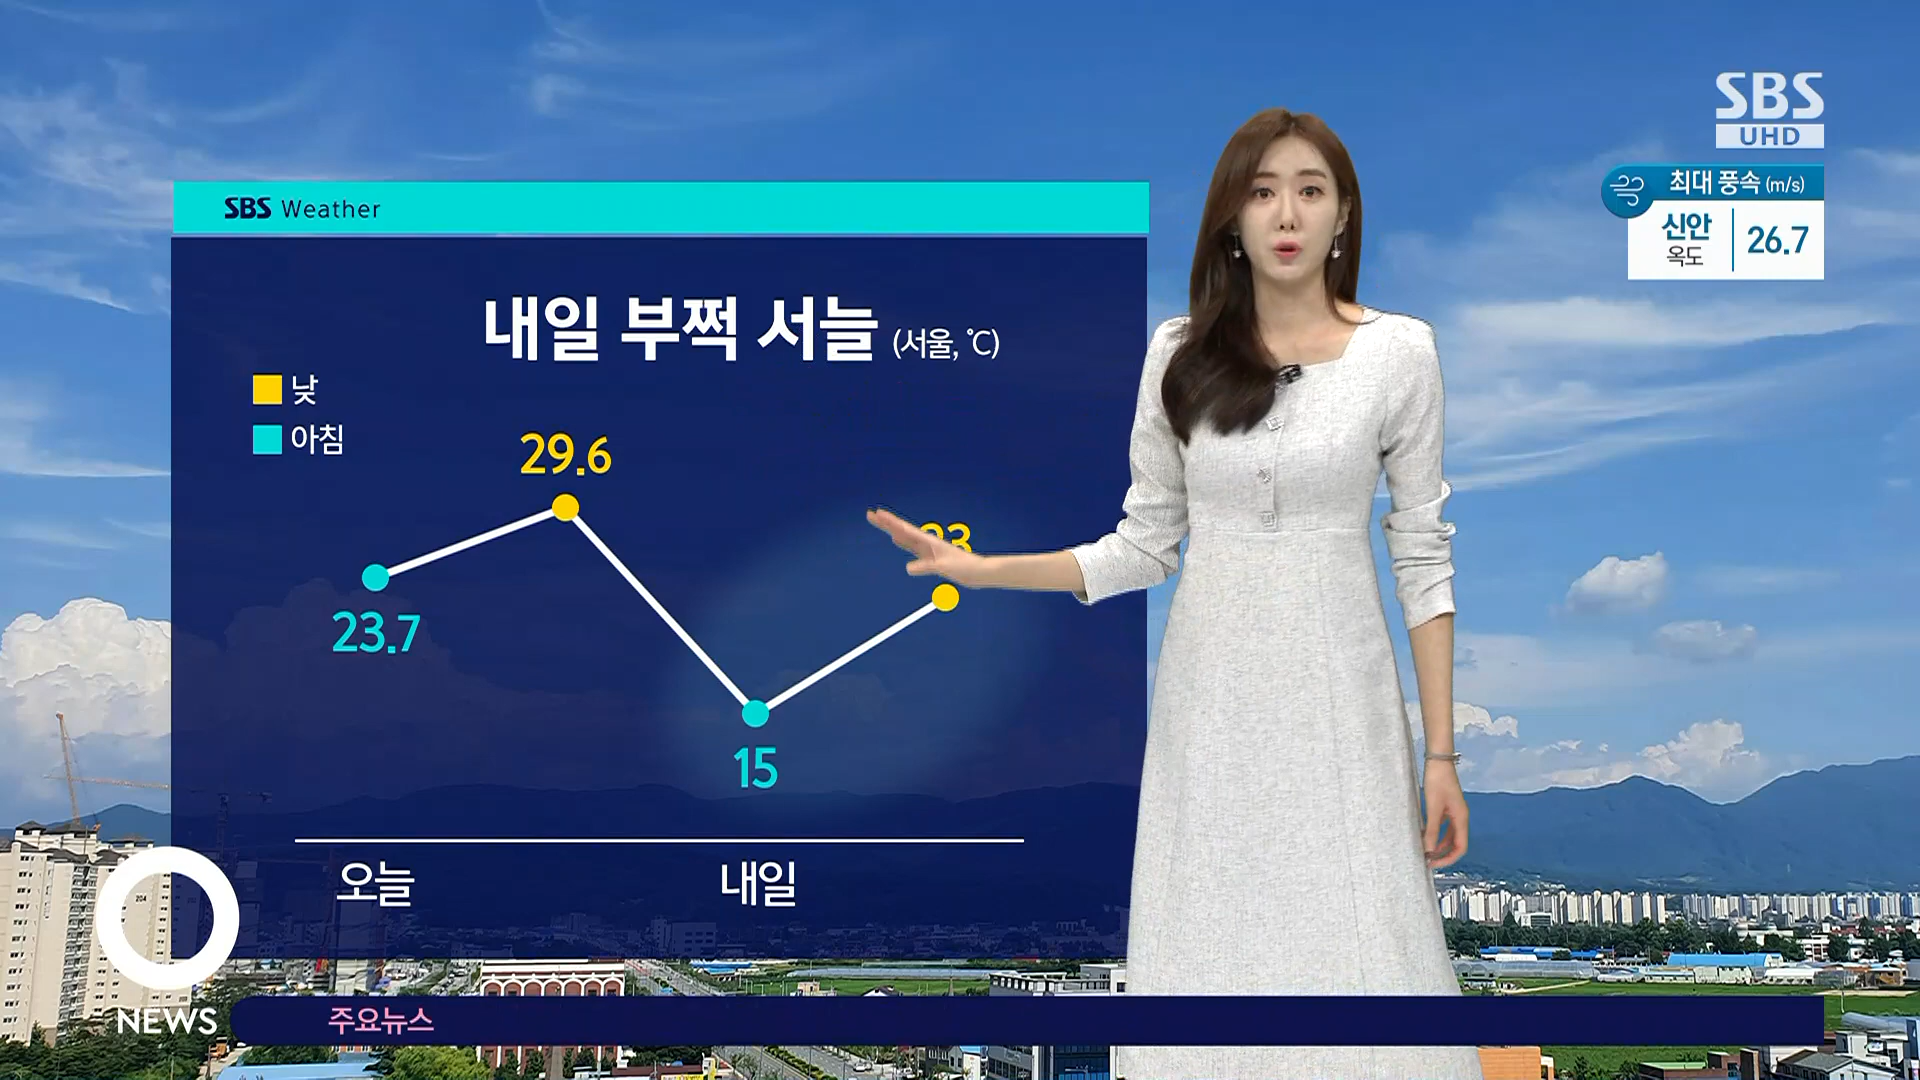 SBS
UHD
최대 풍속 (m/s)
신안
옥도
26.7
SBS Weather
내일 부쩍 서늘 (서울, ℃)
낮
아침
29.6
23
23.7
15
오늘
내일
204
NEWS
주요뉴스